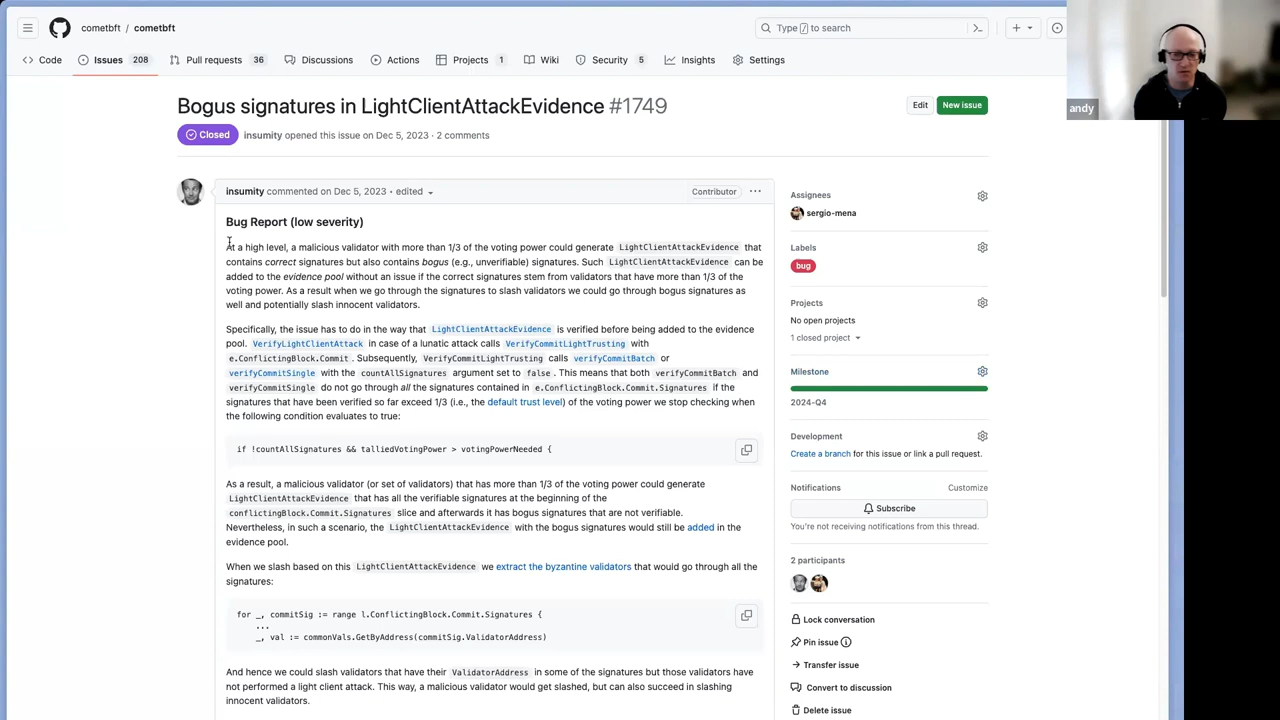 cometbft / cometbft
Type / to search
Code
Issues 208
Pull requests 36
Discussions
Actions
Projects 1
Wiki
Security 5
Insights
Settings
andy
Bogus signatures in LightClientAttackEvidence #1749
Edit
New issue
Closed
insumity opened this issue on Dec 5, 2023 · 2 comments
insumity commented on Dec 5, 2023 • edited
Contributor
Bug Report (low severity)
At a high level, a malicious validator with more than 1/3 of the voting power could generate LightClientAttackEvidence that
contains correct signatures but also contains bogus (e.g., unverifiable) signatures. Such LightClientAttackEvidence can be
added to the evidence pool without an issue if the correct signatures stem from validators that have more than 1/3 of the
voting power. As a result when we go through the signatures to slash validators we could go through bogus signatures as
well and potentially slash innocent validators.
Specifically, the issue has to do in the way that LightClientAttackEvidence is verified before being added to the evidence
pool. VerifyLightClientAttack in case of a lunatic attack calls VerifyCommitLightTrusting with
e.ConflictingBlock.Commit. Subsequently, VerifyCommitLightTrusting calls verifyCommitBatch or
verifyCommitSingle with the countAllSignatures argument set to false. This means that both verifyCommitBatch and
verifyCommitSingle do not go through all the signatures contained in e.ConflictingBlock.Commit.Signatures if the
signatures that have been verified so far exceed 1/3 (i.e., the default trust level) of the voting power we stop checking when
the following condition evaluates to true:
if !countAllSignatures && talliedVotingPower > votingPowerNeeded {
As a result, a malicious validator (or set of validators) that has more than 1/3 of the voting power could generate
LightClientAttackEvidence that has all the verifiable signatures at the beginning of the
conflictingBlock.Commit.Signatures slice and afterwards it has bogus signatures that are not verifiable.
Nevertheless, in such a scenario, the LightClientAttackEvidence with the bogus signatures would still be added in the
evidence pool.
When we slash based on this LightClientAttackEvidence we extract the byzantine validators that would go through all the
signatures:
for _, commitSig := range l.ConflictingBlock.Commit.Signatures {
...
_, val := commonVals.GetByAddress(commitSig.ValidatorAddress)
And hence we could slash validators that have their ValidatorAddress in some of the signatures but those validators have
not performed a light client attack. This way, a malicious validator would get slashed, but can also succeed in slashing
innocent validators.
Assignees
sergio-mena
Labels
bug
Projects
No open projects
1 closed project
Milestone
2024-Q4
Development
Create a branch for this issue or link a pull request.
Notifications
Customize
Subscribe
You're not receiving notifications from this thread.
2 participants
Lock conversation
Pin issue
Transfer issue
Convert to discussion
Delete issue